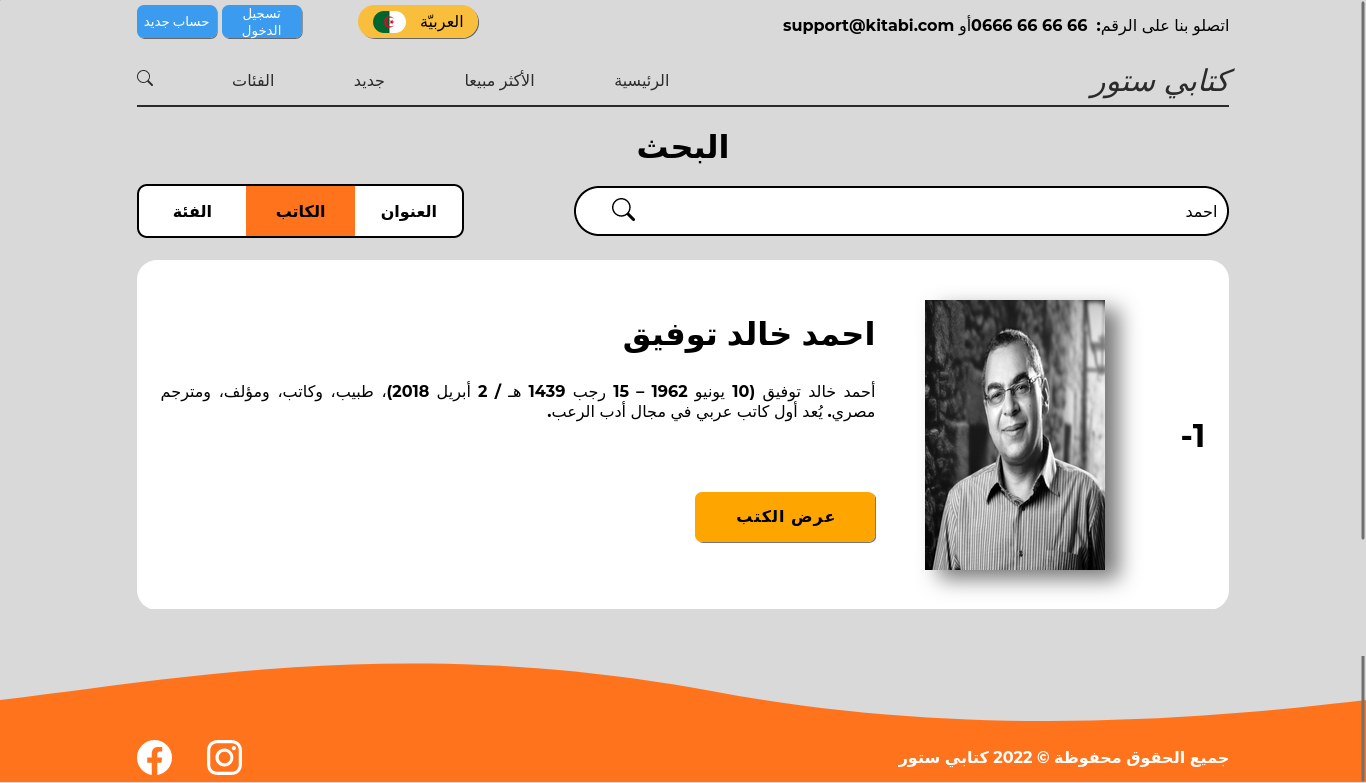 اتصلو بنا على الرقم: 66 66 66 0666أو support@kitabi.com
العربيّة
تسجيل
الدخول
حساب جديد
كتابي ستور
الرئيسية
الأكثر مبيعا
جديد
الفئات
البحث
احمد
العنوان
الكاتب
الفئة
1-
احمد خالد توفيق
أحمد خالد توفيق (10 يونيو 1962 – 15 رجب 1439 هـ / 2 أبريل 2018)، طبيب، وكاتب، ومؤلف، ومترجم
مصري. يُعد أول كاتب عربي في مجال أدب الرعب.
عرض الكتب
جميع الحقوق محفوظة © 2022 كتابي ستور